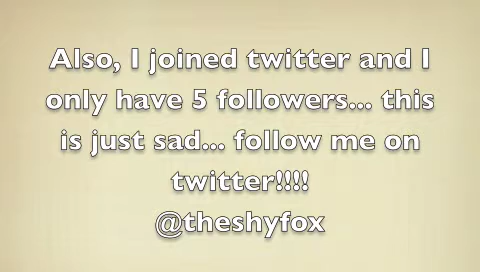 Also, I joined twitter and I
only have 5 followers... this
is just sad... follow me on
twitter!!!!
@theshyfox